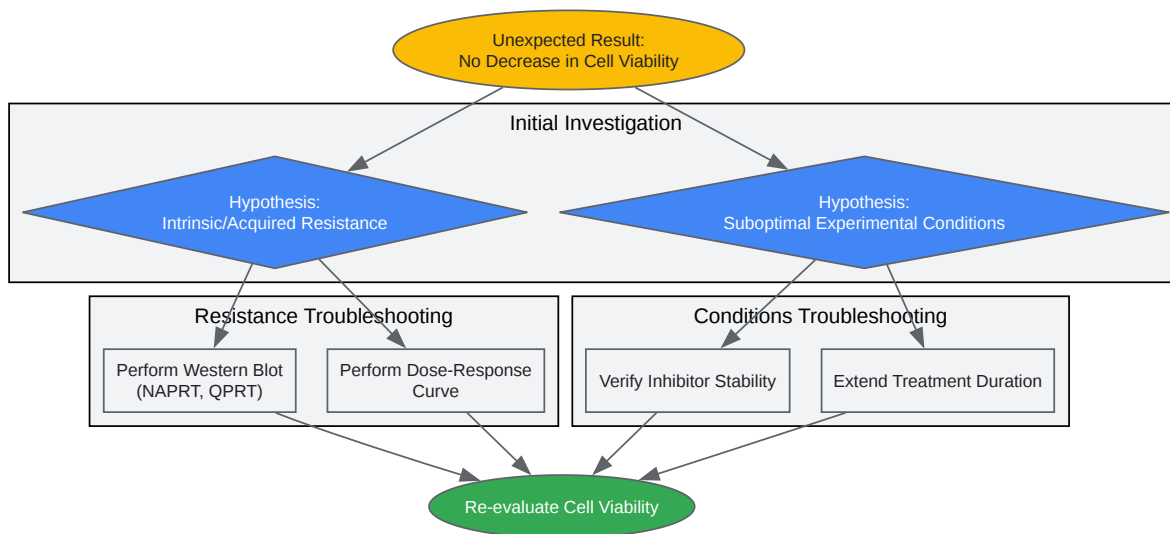 Unexpected Result:
No Decrease in Cell Viability
Initial Investigation
Hypothesis:
Intrinsic/Acquired Resistance
Hypothesis:
Suboptimal Experimental Conditions
Resistance Troubleshooting
Conditions Troubleshooting
Perform Western Blot
(NAPRT, QPRT)
Perform Dose-Response
Curve
Verify Inhibitor Stability
Extend Treatment Duration
Re-evaluate Cell Viability